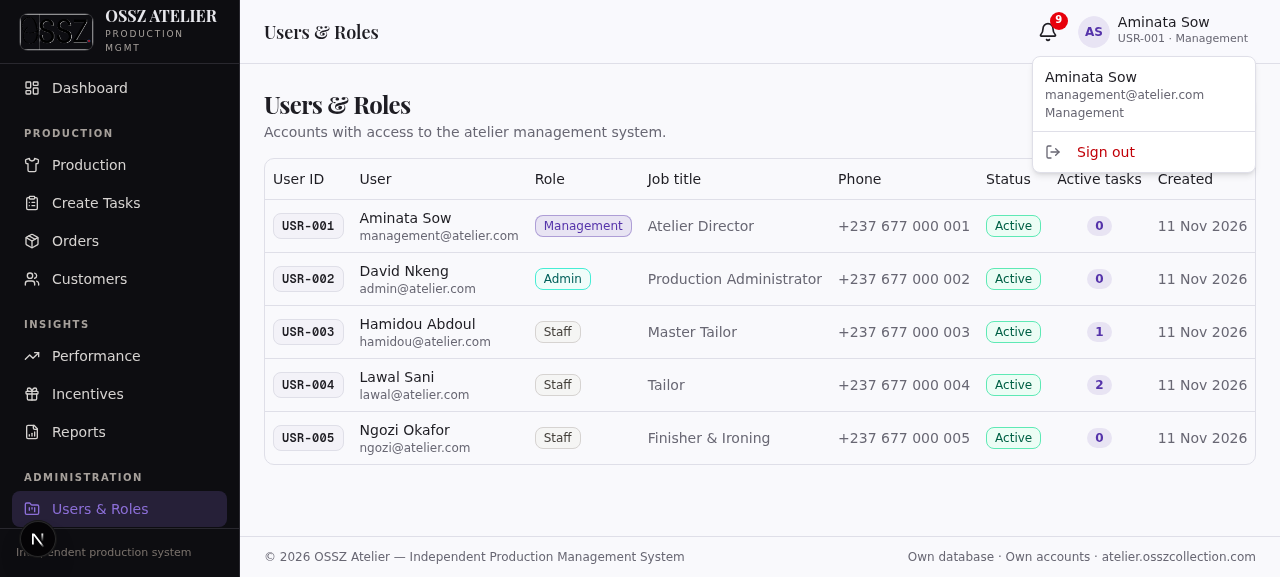 OSSZ
OSSZ ATELIER
PRODUCTION
MGMT
Dashboard
PRODUCTION
Production
Create Tasks
Orders
Customers
INSIGHTS
Performance
Incentives
Reports
ADMINISTRATION
Users & Roles
N
production system
Users & Roles
9
AS
Aminata Sow
USR-001 · Management
Aminata Sow
management@atelier.com
Management
Sign out
Users & Roles
Accounts with access to the atelier management system.
User ID User Role Job title Phone Status Active tasks Created
USR-001 Aminata Sow Management Atelier Director +237 677 000 001 Active 0 11 Nov 2026
management@atelier.com
USR-002 David Nkeng Admin Production Administrator +237 677 000 002 Active 0 11 Nov 2026
admin@atelier.com
USR-003 Hamidou Abdoul Staff Master Tailor +237 677 000 003 Active 1 11 Nov 2026
hamidou@atelier.com
USR-004 Lawal Sani Staff Tailor +237 677 000 004 Active 2 11 Nov 2026
lawal@atelier.com
USR-005 Ngozi Okafor Staff Finisher & Ironing +237 677 000 005 Active 0 11 Nov 2026
ngozi@atelier.com
© 2026 OSSZ Atelier — Independent Production Management System
Own database · Own accounts · atelier.osszcollection.com